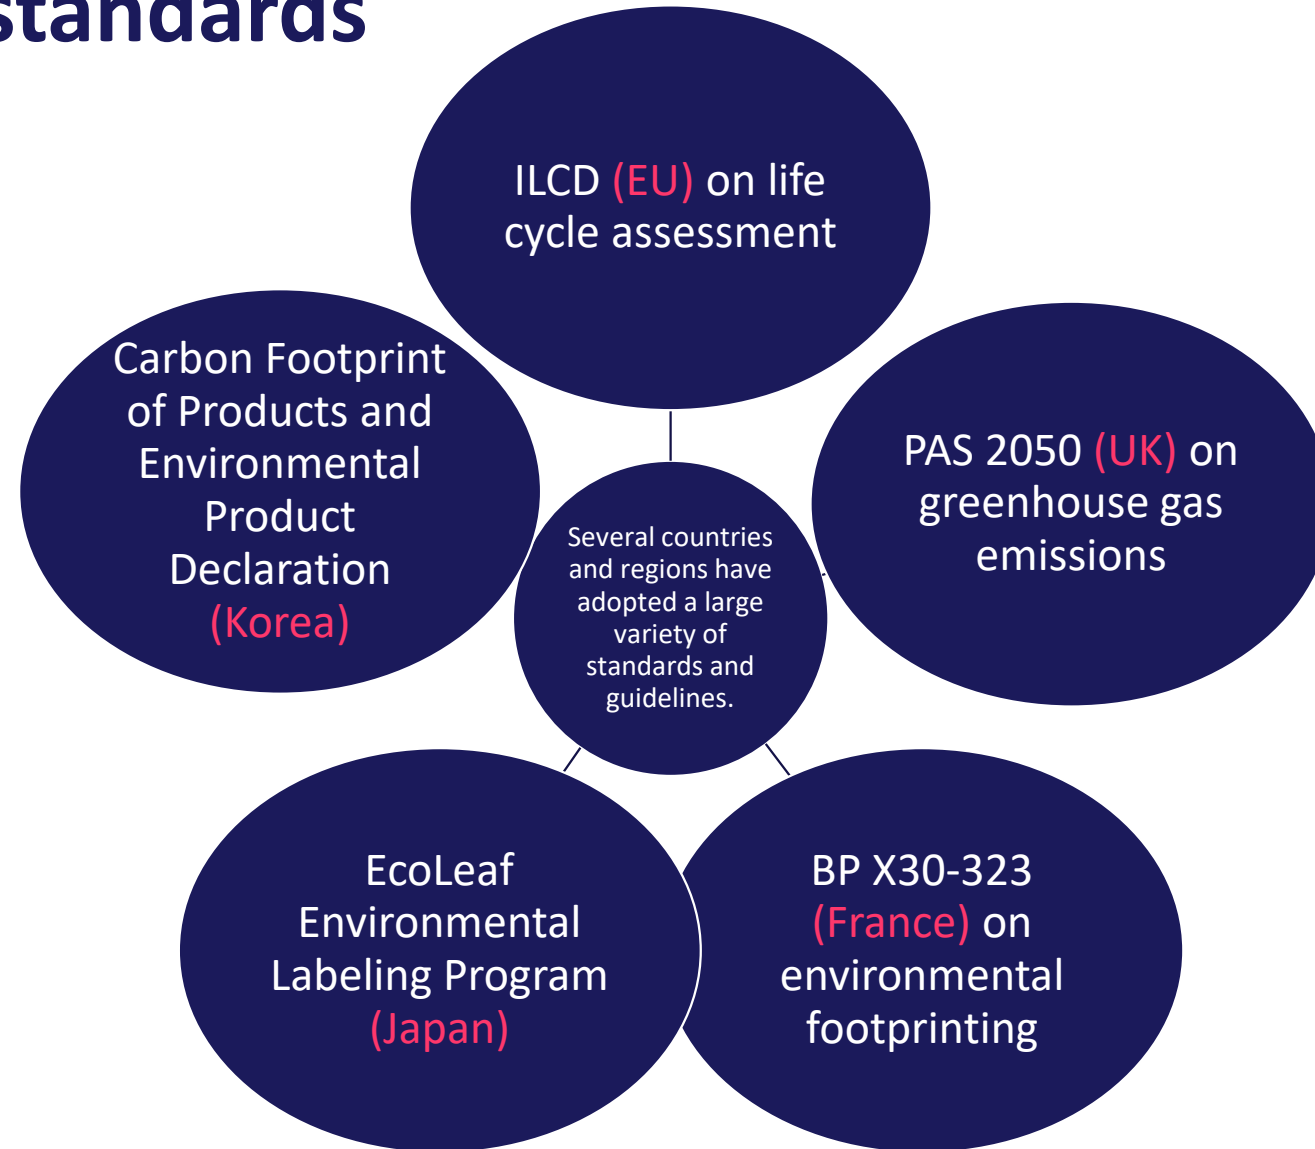 standards
ILCD (EU) on life
cycle assessment
Carbon Footprint
of Products and
Environmental
Product
Declaration
(Korea)
PAS 2050 (UK) on
greenhouse gas
emissions
Several countries
and regions have
adopted a large
variety of
standards and
guidelines.
EcoLeaf
Environmental
Labeling Program
(Japan)
BP X30-323
(France) on
environmental
footprinting